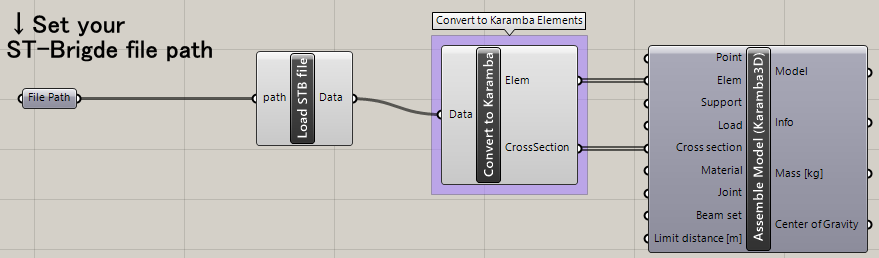 ↓Set your
ST-Brigde file path
Convert to Karamba Elements
File Path
path
Load STB file
Data
Data
Convert to Karamba
Elem
CrossSection
Point
Elem
Support
Load
Cross section
Material
Joint
Beam set
Limit distance [m]
Assemble Model (Karamba3D)
Model
Info
Mass [kg]
Center of Gravity